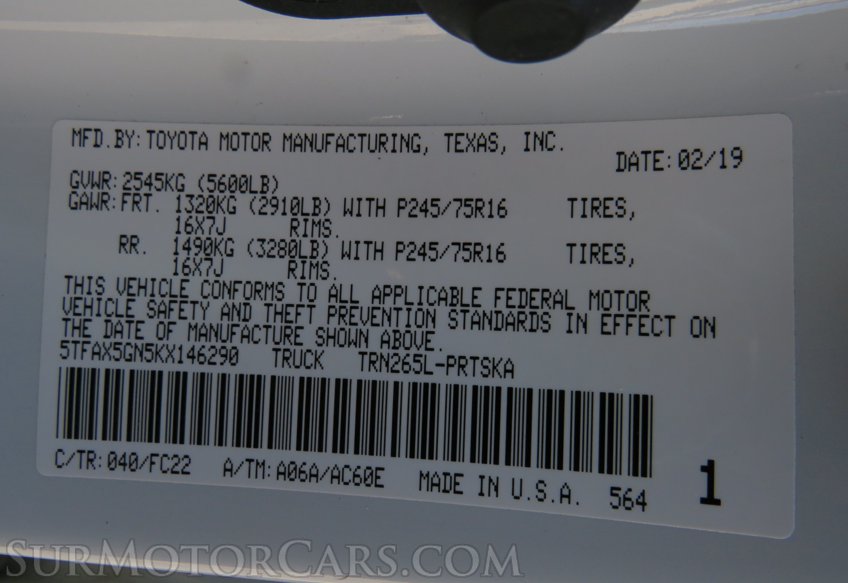 MFD.BY: TOYOTA MOTOR MANUFACTURING, TEXAS, INC.
DATE: 02/19
GVWR: 2545KG (5600LB)
GAWR: FRT. 1320KG (2910LB) WITH P245/75R16 TIRES,
16X7J RIMS.
RR. 1490KG (3280LB) WITH P245/75R16 TIRES,
16X7J RIMS.
THIS VEHICLE CONFORMS TO ALL APPLICABLE FEDERAL MOTOR
VEHICLE SAFETY AND THEFT PREVENTION STANDARDS IN EFFECT ON
THE DATE OF MANUFACTURE SHOWN ABOVE.
5TFAX5GN5KX146290 TRUCK TRN265L-PRTSKA
C/TR: 040/FC22 A/TM: A06A/AC60E MADE IN U.S.A. 564 1
SURMOTORCARS.COM